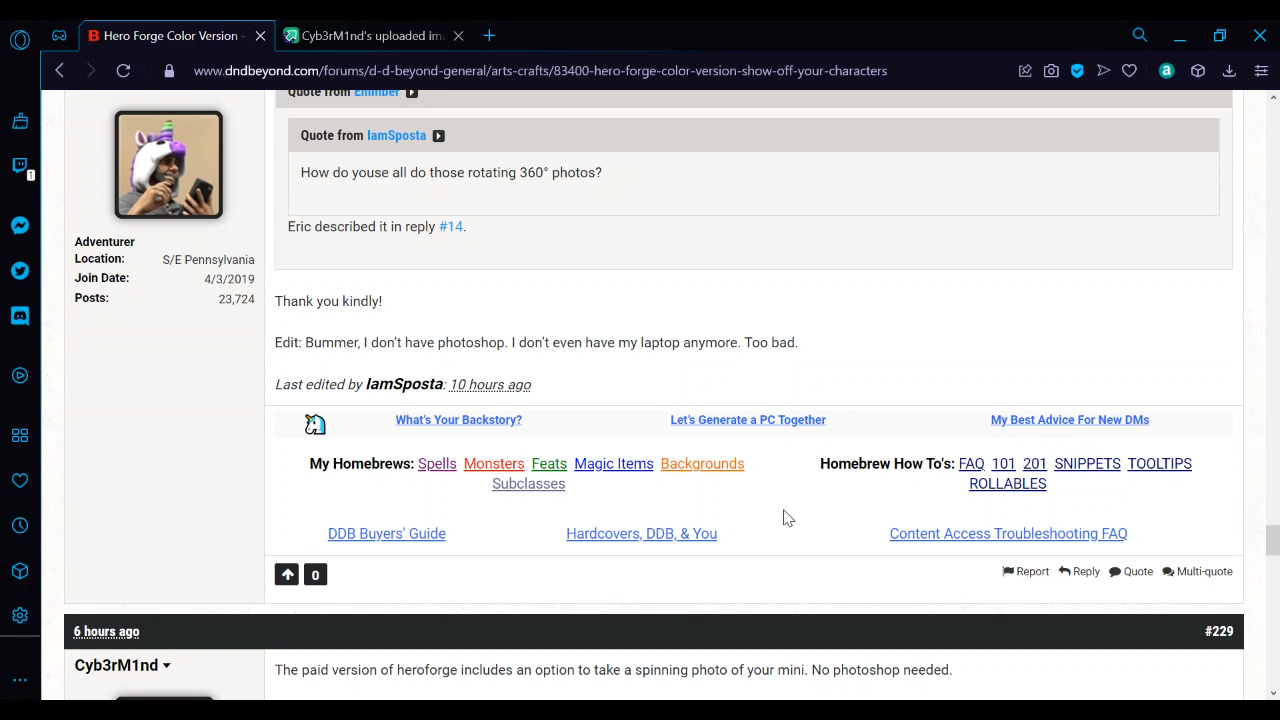 Hero Forge Color Version -
Cyb3rM1nd's uploaded ima
www.dndbeyond.com/forums/d-d-beyond-general/arts-crafts/83400-hero-forge-color-version-show-off-your-characters
1
Quote from Emmber
Quote from IamSposta
How do youse all do those rotating 360° photos?
Eric described it in reply #14.
Adventurer
Location: S/E Pennsylvania
Join Date: 4/3/2019
Posts: 23,724
Thank you kindly!
Edit: Bummer, I don't have photoshop. I don't even have my laptop anymore. Too bad.
Last edited by IamSposta: 10 hours ago
What's Your Backstory? Let's Generate a PC Together My Best Advice For New DMs
My Homebrews: Spells Monsters Feats Magic Items Backgrounds
Subclasses
Homebrew How To's: FAQ 101 201 SNIPPETS TOOLTIPS
ROLLABLES
DDB Buyers' Guide Hardcovers, DDB, & You Content Access Troubleshooting FAQ
0 Report Reply Quote Multi-quote
6 hours ago #229
Cyb3rM1nd
The paid version of heroforge includes an option to take a spinning photo of your mini. No photoshop needed.